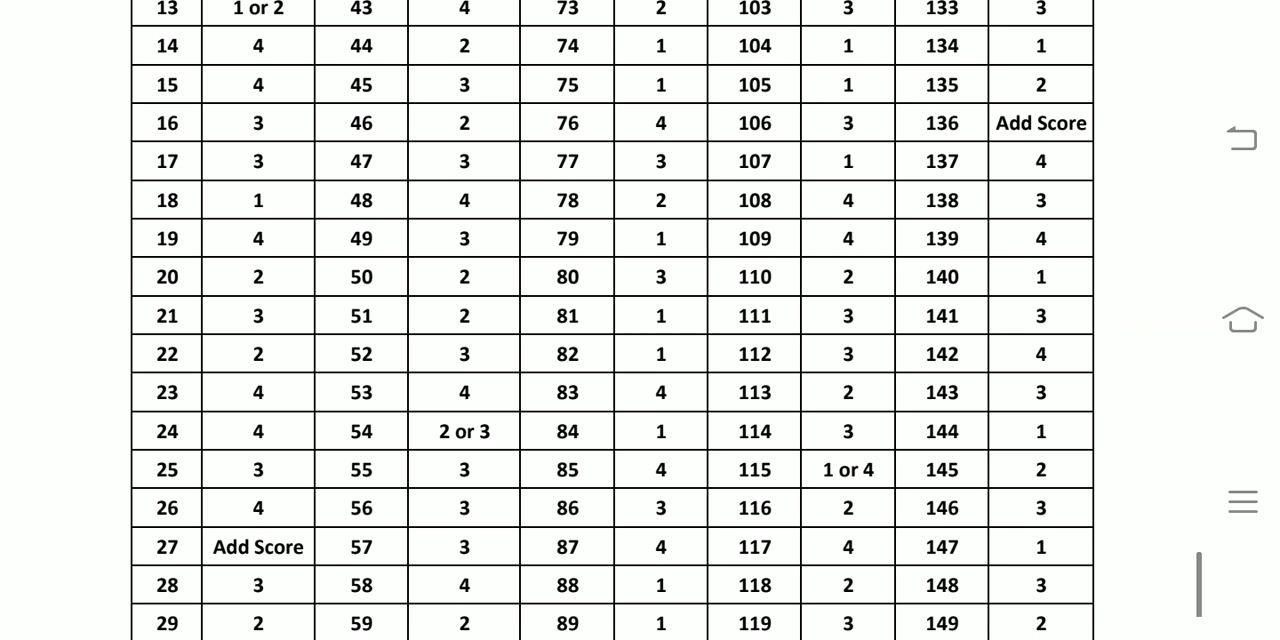 13 1 or 2 43 4 73 2 103 3 133 3
14 4 44 2 74 1 104 1 134 1
15 4 45 3 75 1 105 1 135 2
16 3 46 2 76 4 106 3 136 Add Score
17 3 47 3 77 3 107 1 137 4
18 1 48 4 78 2 108 4 138 3
19 4 49 3 79 1 109 4 139 4
20 2 50 2 80 3 110 2 140 1
21 3 51 2 81 1 111 3 141 3
22 2 52 3 82 1 112 3 142 4
23 4 53 4 83 4 113 2 143 3
24 4 54 2 or 3 84 1 114 3 144 1
25 3 55 3 85 4 115 1 or 4 145 2
26 4 56 3 86 3 116 2 146 3
27 Add Score 57 3 87 4 117 4 147 1
28 3 58 4 88 1 118 2 148 3
29 2 59 2 89 1 119 3 149 2